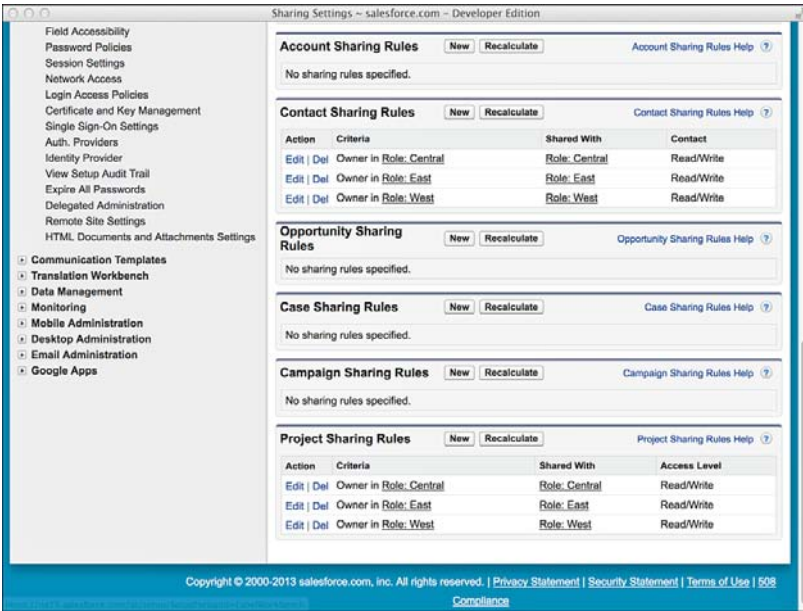 Sharing Settings ~ salesforce.com – Developer Edition
Field Accessibility
Password Policies
Session Settings
Network Access
Login Access Policies
Certificate and Key Management
Single Sign-On Settings
Auth. Providers
Identity Provider
View Setup Audit Trail
Expire All Passwords
Delegated Administration
Remote Site Settings
HTML Documents and Attachments Settings
Communication Templates
Translation Workbench
Data Management
Monitoring
Mobile Administration
Desktop Administration
Email Administration
Google Apps
Account Sharing Rules New Recalculate Account Sharing Rules Help ?
No sharing rules specified.
Contact Sharing Rules New Recalculate Contact Sharing Rules Help ?
Action Criteria Shared With Contact
Edit | Del Owner in Role: Central Role: Central Read/Write
Edit | Del Owner in Role: East Role: East Read/Write
Edit | Del Owner in Role: West Role: West Read/Write
Opportunity Sharing
Rules New Recalculate Opportunity Sharing Rules Help ?
No sharing rules specified.
Case Sharing Rules New Recalculate Case Sharing Rules Help ?
No sharing rules specified.
Campaign Sharing Rules New Recalculate Campaign Sharing Rules Help ?
No sharing rules specified.
Project Sharing Rules New Recalculate Project Sharing Rules Help ?
Action Criteria Shared With Access Level
Edit | Del Owner in Role: Central Role: Central Read/Write
Edit | Del Owner in Role: East Role: East Read/Write
Edit | Del Owner in Role: West Role: West Read/Write
Copyright © 2000-2013 salesforce.com, inc. All rights reserved. | Privacy Statement | Security Statement | Terms of Use | 508
Compliance